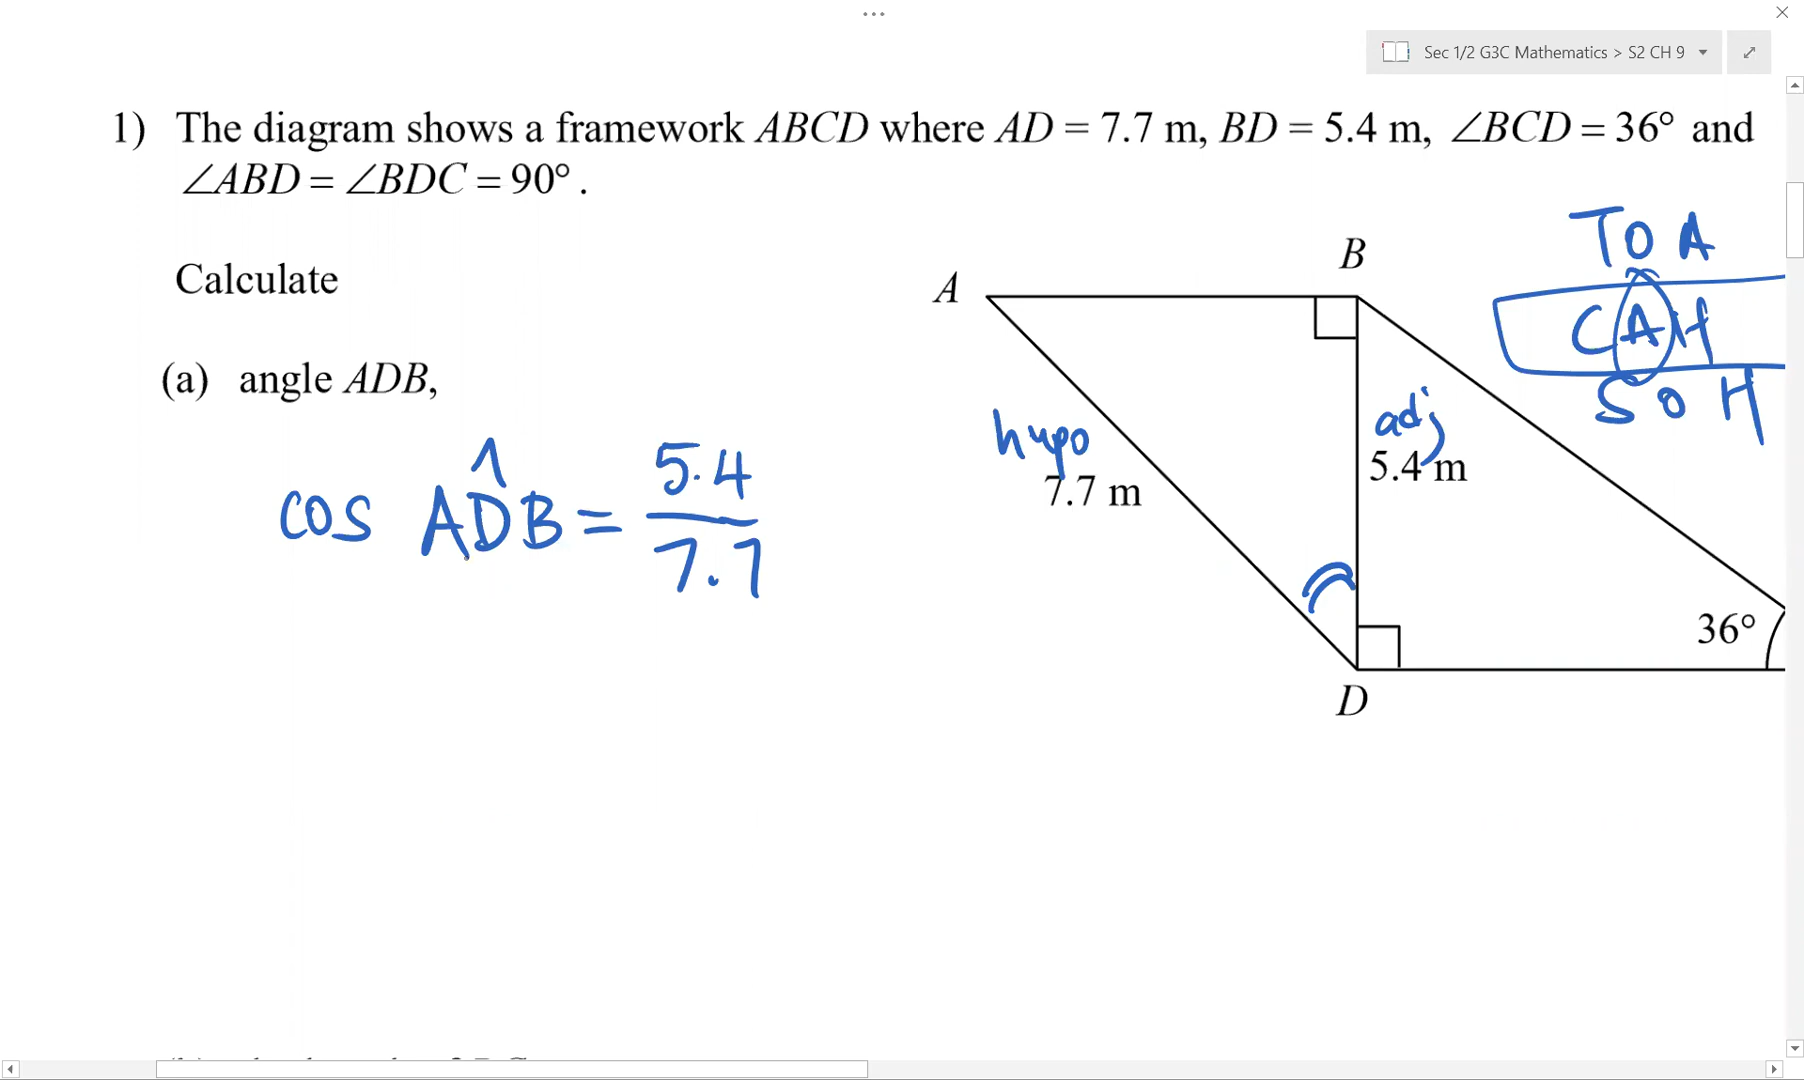 Sec 1/2 G3C Mathematics > S2 CH 9
1) The diagram shows a framework ABCD where AD = 7.7 m, BD = 5.4 m, ∠BCD = 36° and
∠ABD = ∠BDC = 90°.
TOA
B
Calculate
A
CAH
(a) angle ADB,
SOH
adj
hypo
5.4 m
7.7 m
cos AD̂B = 5.4
7.7
36°
D